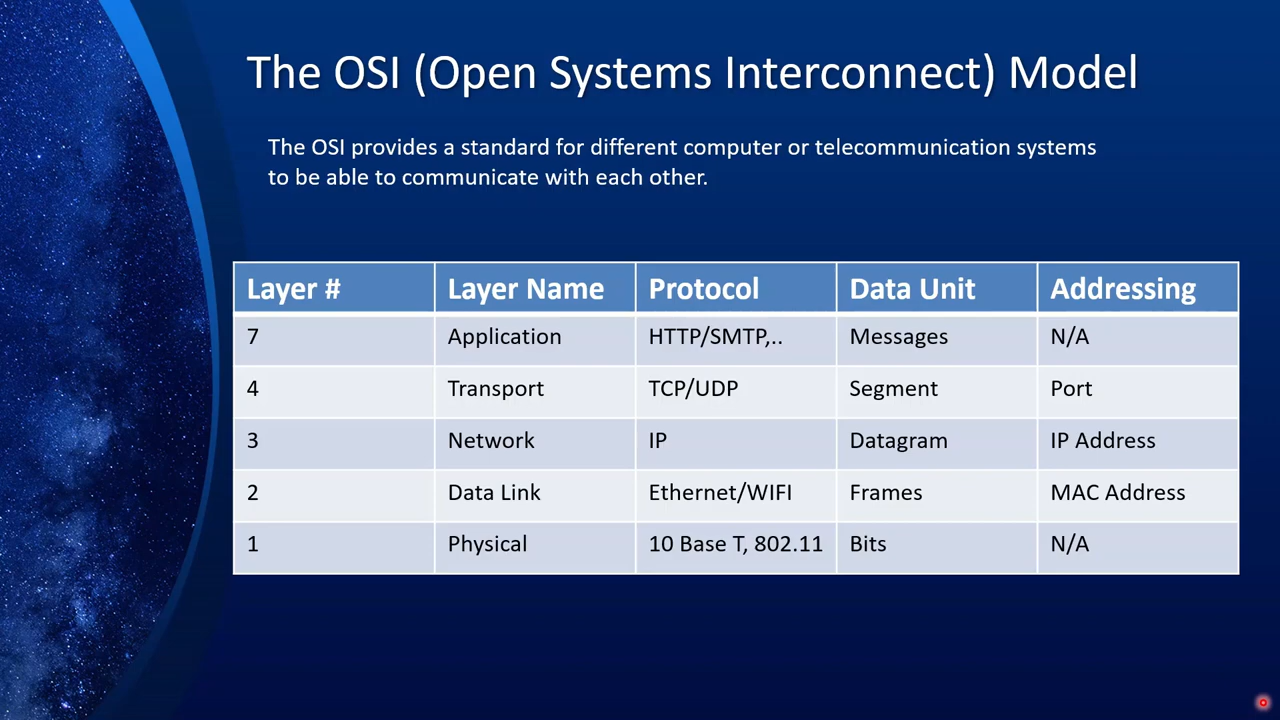 The OSI (Open Systems Interconnect) Model
The OSI provides a standard for different computer or telecommunication systems
to be able to communicate with each other.
Layer # Layer Name Protocol Data Unit Addressing
7 Application HTTP/SMTP,.. Messages N/A
4 Transport TCP/UDP Segment Port
3 Network IP Datagram IP Address
2 Data Link Ethernet/WIFI Frames MAC Address
1 Physical 10 Base T, 802.11 Bits N/A